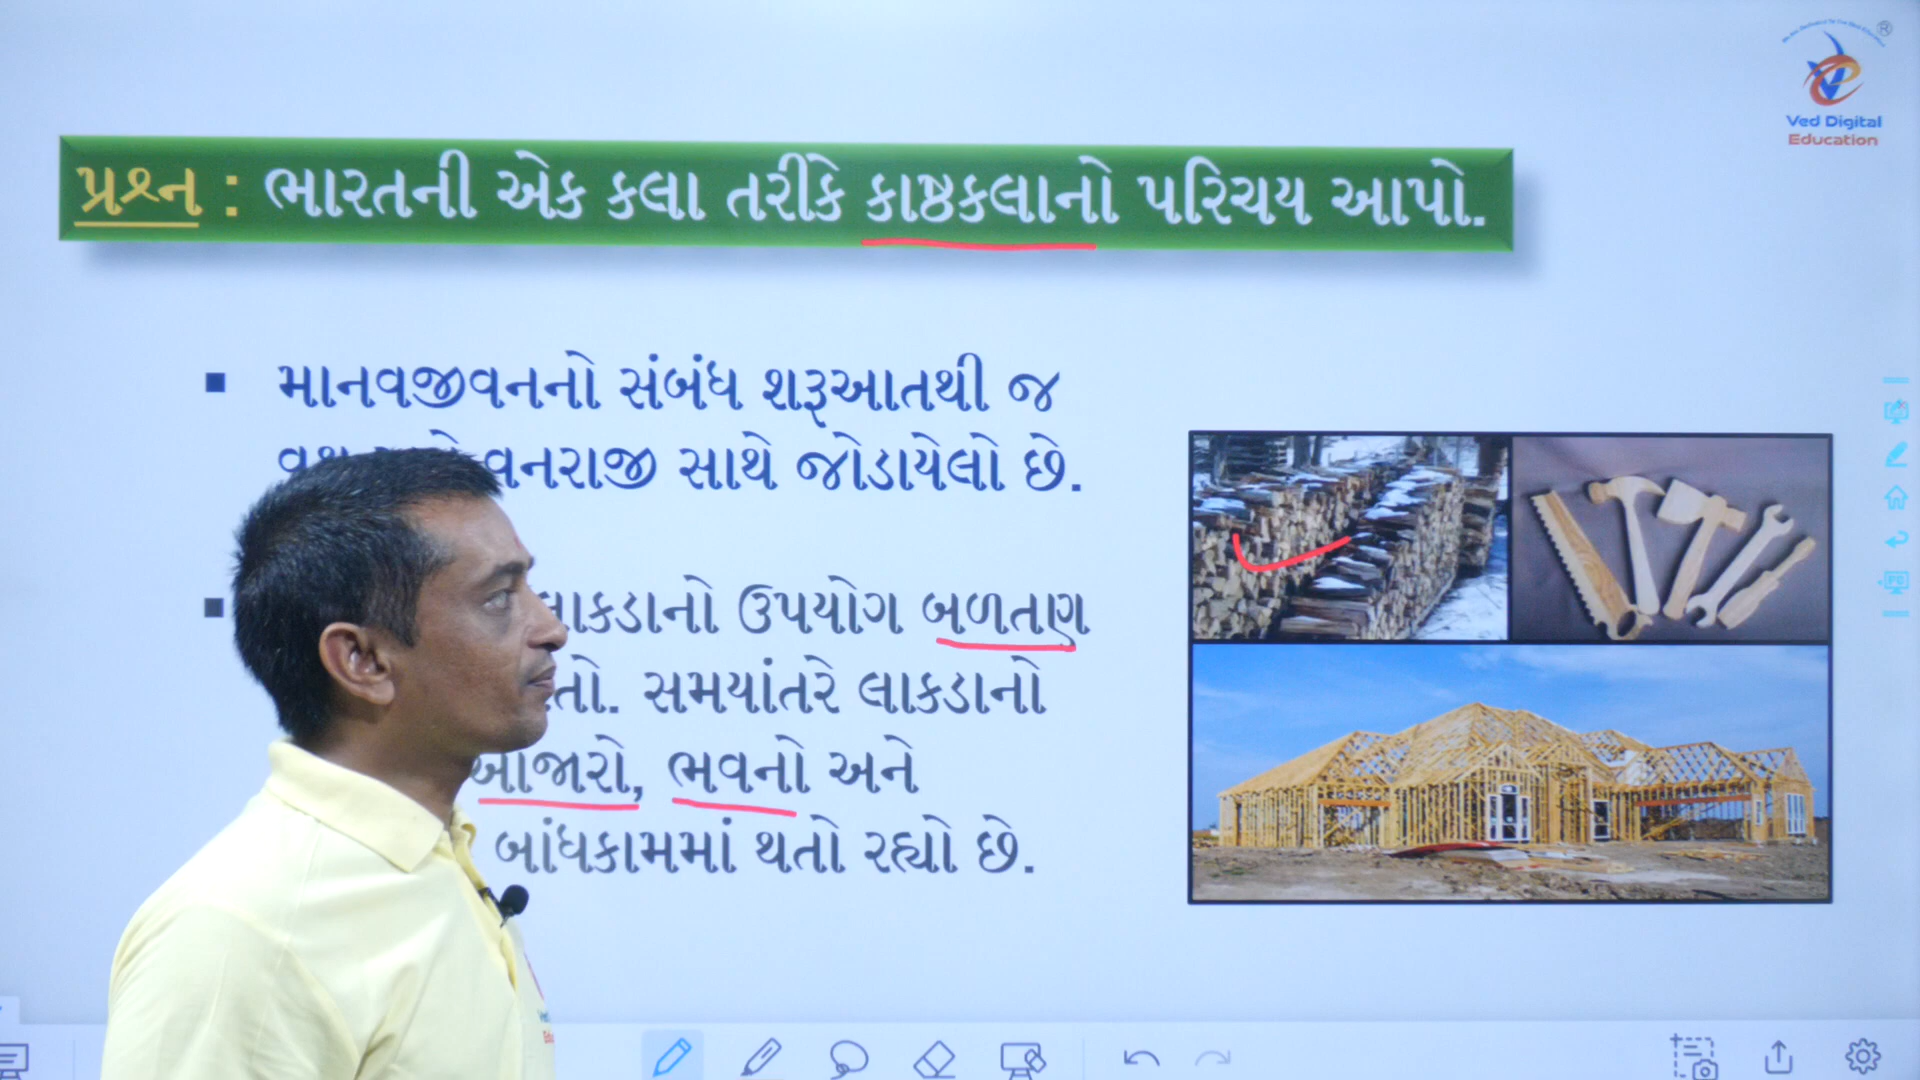 Ved Digital
Education
પ્રશ્ન : ભારતની એક કલા તરીકે કાષ્ઠકલાનો પરિચય આપો.
માનવજીવનનો સંબંધ શરૂઆતથી જ
વનરાજી સાથે જોડાયેલો છે.
લાકડાનો ઉપયોગ બળતણ
સમયાંતરે લાકડાનો
ઓજારો, ભવનો અને
બાંધકામમાં થતો રહ્યો છે.